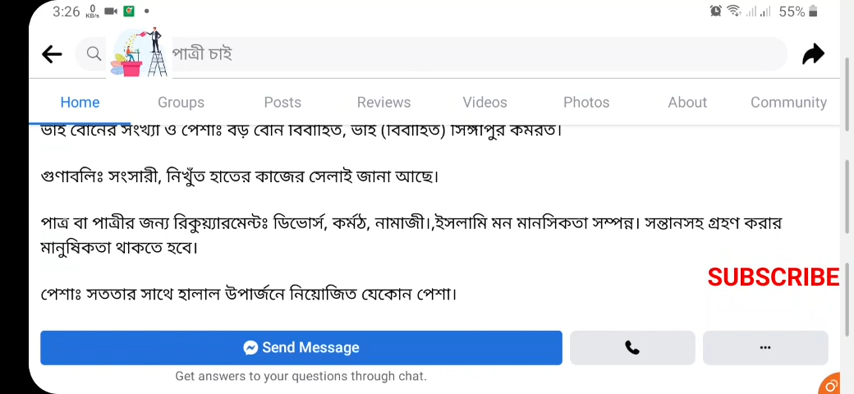 3:26 0 KB/s 55%
পাত্রী চাই
Home Groups Posts Reviews Videos Photos About Community
ভাই বোনের সংখ্যা ও পেশাঃ বড় বোন বিবাহিত, ভাই (বিবাহিত) সিঙ্গাপুর কর্মরত।
গুণাবলিঃ সংসারী, নিখুঁত হাতের কাজের সেলাই জানা আছে।
পাত্র বা পাত্রীর জন্য রিকুয়্যারমেন্টঃ ডিভোর্স, কর্মঠ, নামাজী।,ইসলামি মন মানসিকতা সম্পন্ন। সন্তানসহ গ্রহণ করার
মানুষিকতা থাকতে হবে।
SUBSCRIBE
পেশাঃ সততার সাথে হালাল উপার্জনে নিয়োজিত যেকোন পেশা।
Send Message
Get answers to your questions through chat.